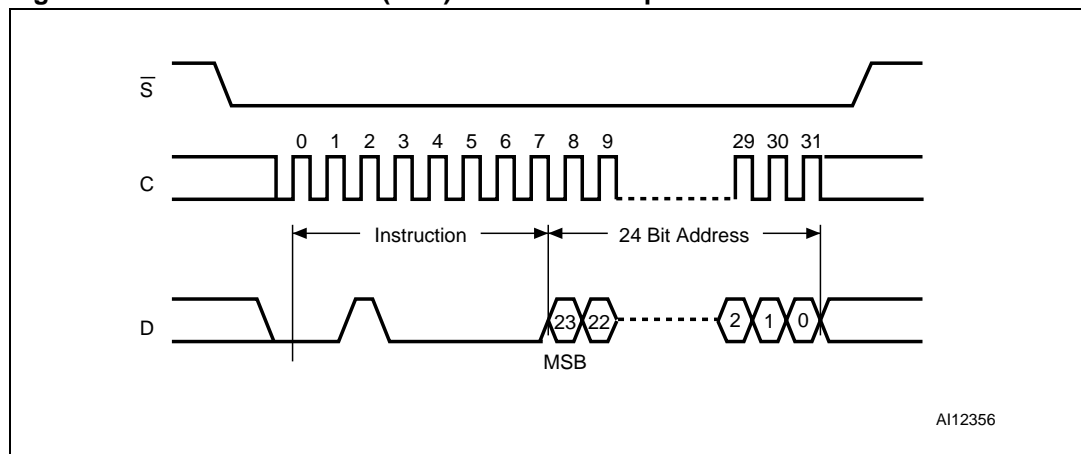 S
0 1 2 3 4 5 6 7 8 9 29 30 31
C
Instruction 24 Bit Address
D
23 22 2 1 0
MSB
AI12356